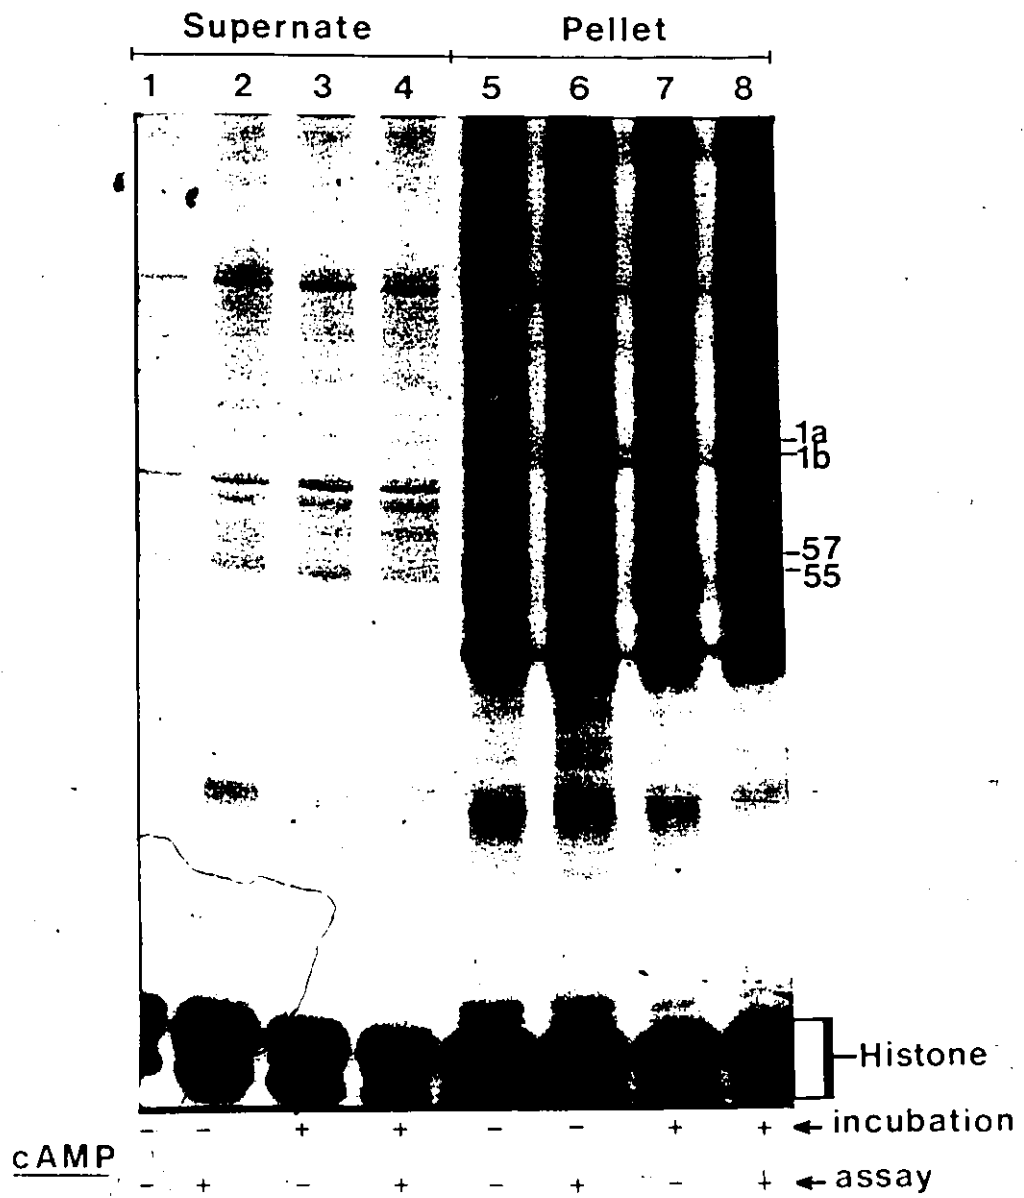 Supernate Pellet
1 2 3 4 5 6 7 8
1a
1b
57
55
Histone
- - + + - - + + ← incubation
cAMP
- + - + - + - + ← assay